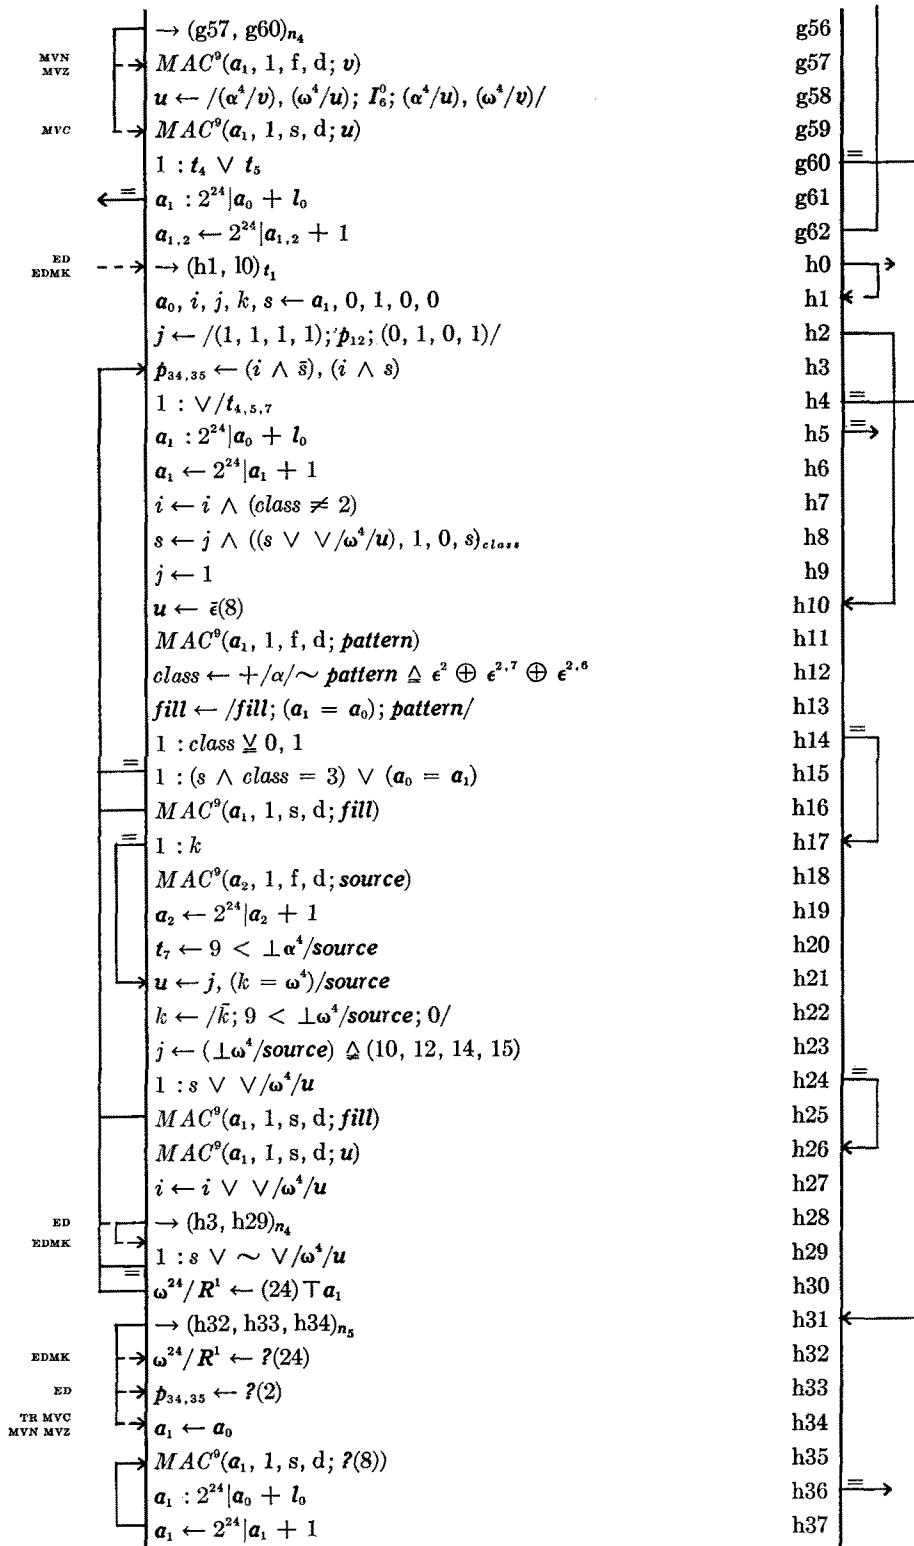 → (g57, g60)n₄ g56
MVN MVZ MAC⁹(a₁, 1, f, d; v) g57
u ← /(α⁴/v), (ω⁴/u); I⁰₆; (α⁴/u), (ω⁴/v)/ g58
MVC MAC⁹(a₁, 1, s, d; u) g59
1 : t₄ ∨ t₅ g60 =
= a₁ : 2²⁴|a₀ + l₀ g61
a₁,₂ ← 2²⁴|a₁,₂ + 1 g62
ED EDMK → (h1, l0)t₁ h0
a₀, i, j, k, s ← a₁, 0, 1, 0, 0 h1
j ← /(1, 1, 1, 1); p₁₂; (0, 1, 0, 1)/ h2
p₃₄,₃₅ ← (i ∧ s̄), (i ∧ s) h3
1 : ∨/t₄,₅,₇ h4 =
a₁ : 2²⁴|a₀ + l₀ h5 =
a₁ ← 2²⁴|a₁ + 1 h6
i ← i ∧ (class ≠ 2) h7
s ← j ∧ ((s ∨ ∨/ω⁴/u), 1, 0, s)class h8
j ← 1 h9
u ← ε̄(8) h10
MAC⁹(a₁, 1, f, d; pattern) h11
class ← +/α/∼ pattern ≙ ε² ⊕ ε²,⁷ ⊕ ε²,⁶ h12
fill ← /fill; (a₁ = a₀); pattern/ h13
1 : class ⊻ 0, 1 h14 =
= 1 : (s ∧ class = 3) ∨ (a₀ = a₁) h15
MAC⁹(a₁, 1, s, d; fill) h16
= 1 : k h17
MAC⁹(a₂, 1, f, d; source) h18
a₂ ← 2²⁴|a₂ + 1 h19
t₇ ← 9 < ⊥α⁴/source h20
u ← j, (k = ω⁴)/source h21
k ← /k̄; 9 < ⊥ω⁴/source; 0/ h22
j ← (⊥ω⁴/source) ≙ (10, 12, 14, 15) h23
1 : s ∨ ∨/ω⁴/u h24 =
MAC⁹(a₁, 1, s, d; fill) h25
MAC⁹(a₁, 1, s, d; u) h26
i ← i ∨ ∨/ω⁴/u h27
ED → (h3, h29)n₄ h28
EDMK 1 : s ∨ ∼ ∨/ω⁴/u h29
= ω²⁴/R¹ ← (24)⊤a₁ h30
→ (h32, h33, h34)n₅ h31
EDMK ω²⁴/R¹ ← ?(24) h32
ED p₃₄,₃₅ ← ?(2) h33
TR MVC MVN MVZ a₁ ← a₀ h34
MAC⁹(a₁, 1, s, d; ?(8)) h35
a₁ : 2²⁴|a₀ + l₀ h36 =
a₁ ← 2²⁴|a₁ + 1 h37